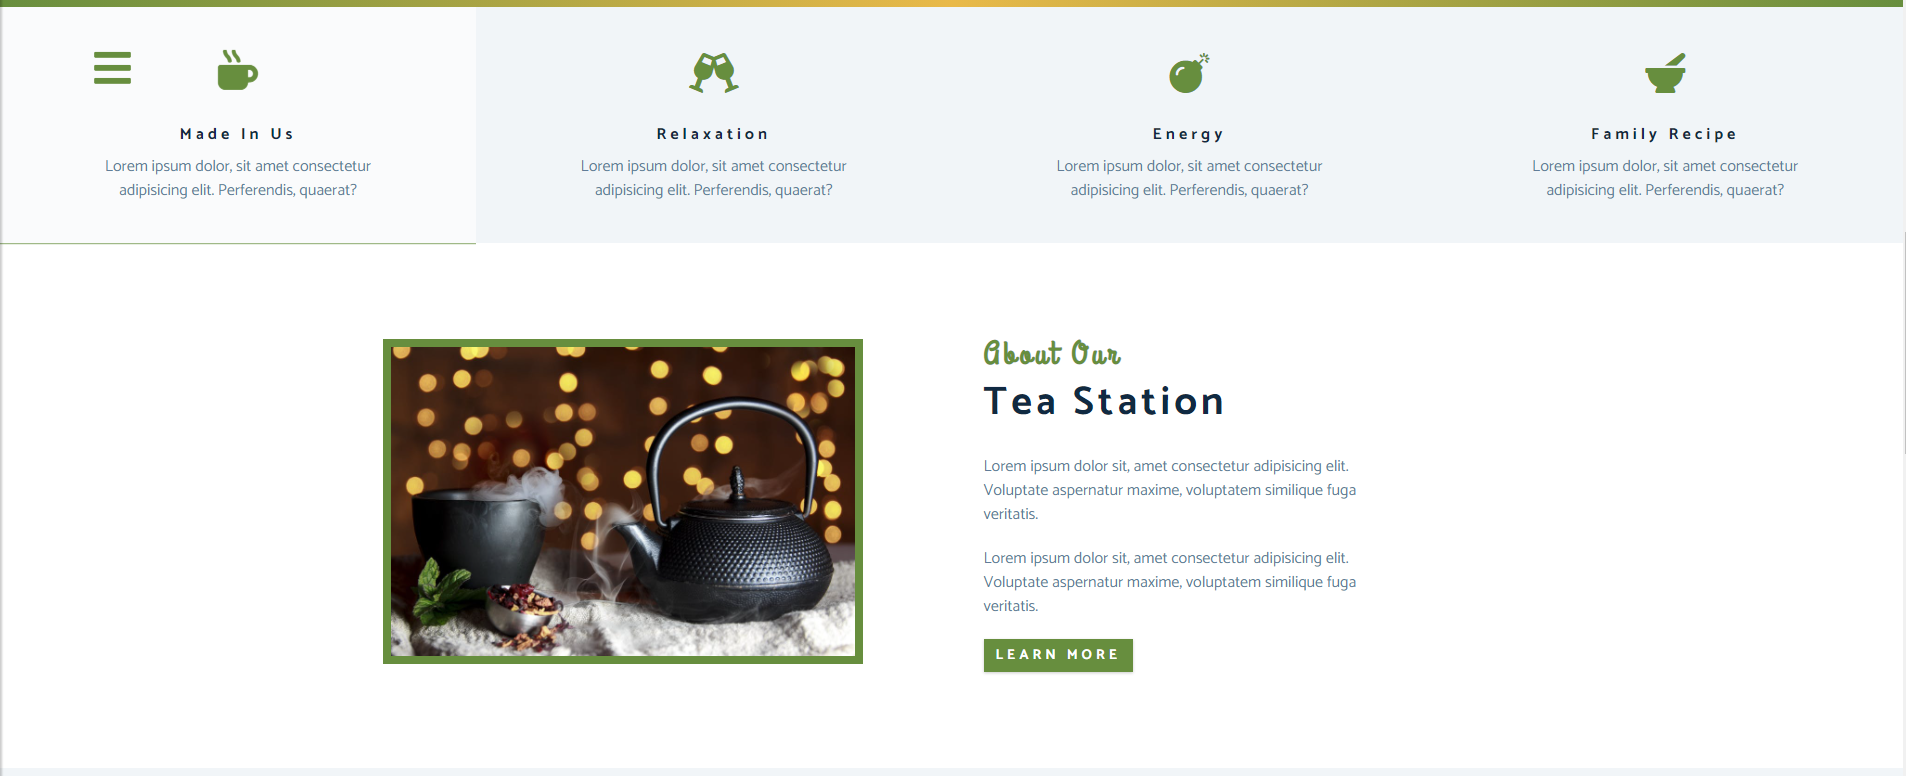 Made In Us
Lorem ipsum dolor, sit amet consectetur
adipisicing elit. Perferendis, quaerat?
Relaxation
Lorem ipsum dolor, sit amet consectetur
adipisicing elit. Perferendis, quaerat?
Energy
Lorem ipsum dolor, sit amet consectetur
adipisicing elit. Perferendis, quaerat?
Family Recipe
Lorem ipsum dolor, sit amet consectetur
adipisicing elit. Perferendis, quaerat?
About Our
Tea Station
Lorem ipsum dolor sit, amet consectetur adipisicing elit.
Voluptate aspernatur maxime, voluptatem similique fuga
veritatis.
Lorem ipsum dolor sit, amet consectetur adipisicing elit.
Voluptate aspernatur maxime, voluptatem similique fuga
veritatis.
LEARN MORE